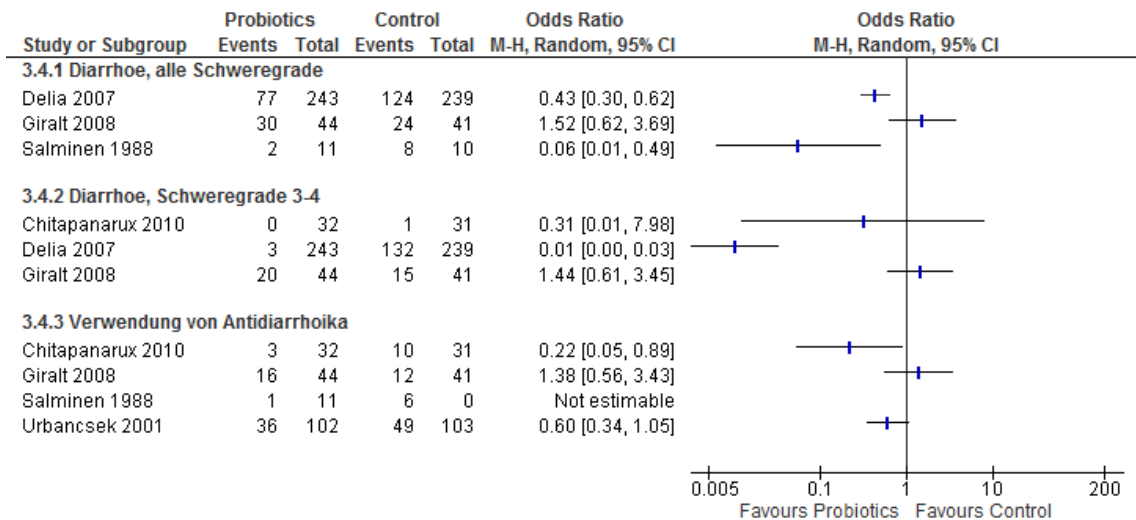 Probiotics Control Odds Ratio Odds Ratio
Study or Subgroup Events Total Events Total M-H, Random, 95% CI M-H, Random, 95% CI
3.4.1 Diarrhoe, alle Schweregrade
Delia 2007 77 243 124 239 0.43 [0.30, 0.62]
Giralt 2008 30 44 24 41 1.52 [0.62, 3.69]
Salminen 1988 2 11 8 10 0.06 [0.01, 0.49]
3.4.2 Diarrhoe, Schweregrade 3-4
Chitapanarux 2010 0 32 1 31 0.31 [0.01, 7.98]
Delia 2007 3 243 132 239 0.01 [0.00, 0.03]
Giralt 2008 20 44 15 41 1.44 [0.61, 3.45]
3.4.3 Verwendung von Antidiarrhoika
Chitapanarux 2010 3 32 10 31 0.22 [0.05, 0.89]
Giralt 2008 16 44 12 41 1.38 [0.56, 3.43]
Salminen 1988 1 11 6 0 Not estimable
Urbancsek 2001 36 102 49 103 0.60 [0.34, 1.05]
0.005 0.1 1 10 200
Favours Probiotics Favours Control